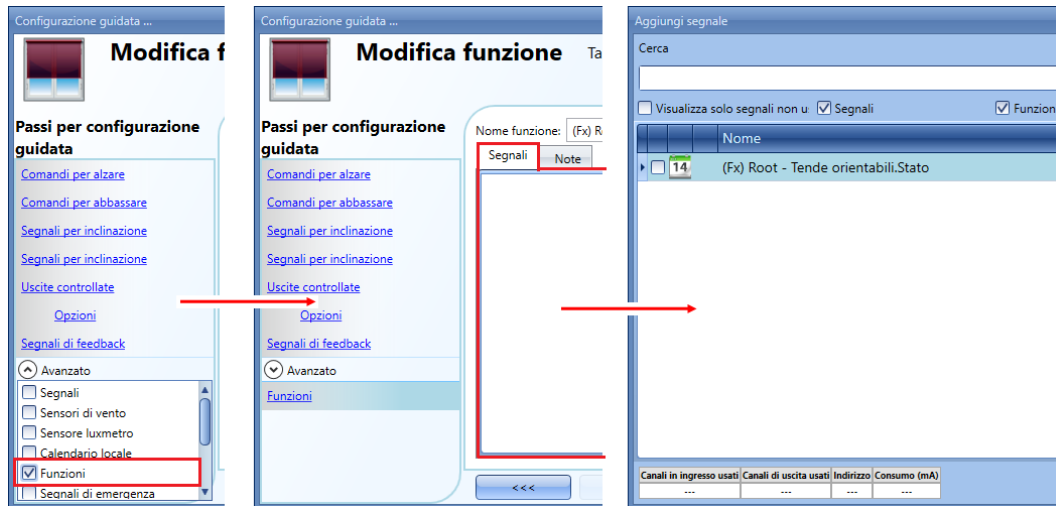 Configurazione guidata ...
Modifica f
Passi per configurazione
guidata
Comandi per alzare
Comandi per abbassare
Segnali per inclinazione
Segnali per inclinazione
Uscite controllate
Opzioni
Segnali di feedback
Avanzato
Segnali
Sensori di vento
Sensore luxmetro
Calendario locale
Funzioni
Segnali di emergenza
Configurazione guidata ...
Modifica funzione Ta
Passi per configurazione
guidata
Comandi per alzare
Comandi per abbassare
Segnali per inclinazione
Segnali per inclinazione
Uscite controllate
Opzioni
Segnali di feedback
Avanzato
Funzioni
Nome funzione: (Fx) R
Segnali Note
<<<
Aggiungi segnale
Cerca
Visualizza solo segnali non u: Segnali Funzion
Nome
14 (Fx) Root - Tende orientabili.Stato
Canali in ingresso usati Canali di uscita usati Indirizzo Consumo (mA)
--- --- --- ---